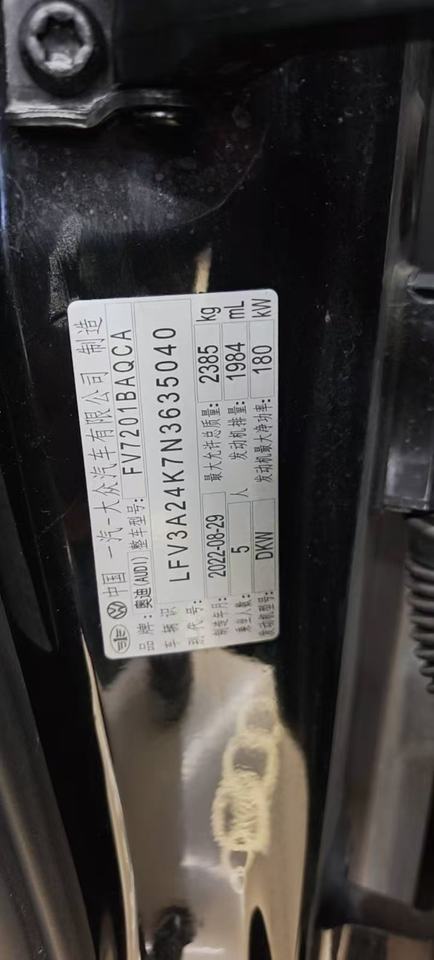 中国 一汽-大众汽车有限公司 制造
品牌: 奥迪(AUDI) 整车型号: FV7201BAQCA
车辆识别代号: LFV3A24K7N3635040
制造年月: 2022-08-29 最大允许总质量: 2385 kg
乘坐人数: 5 人 发动机排量: 1984 mL
发动机型号: DKW 发动机最大净功率: 180 kW